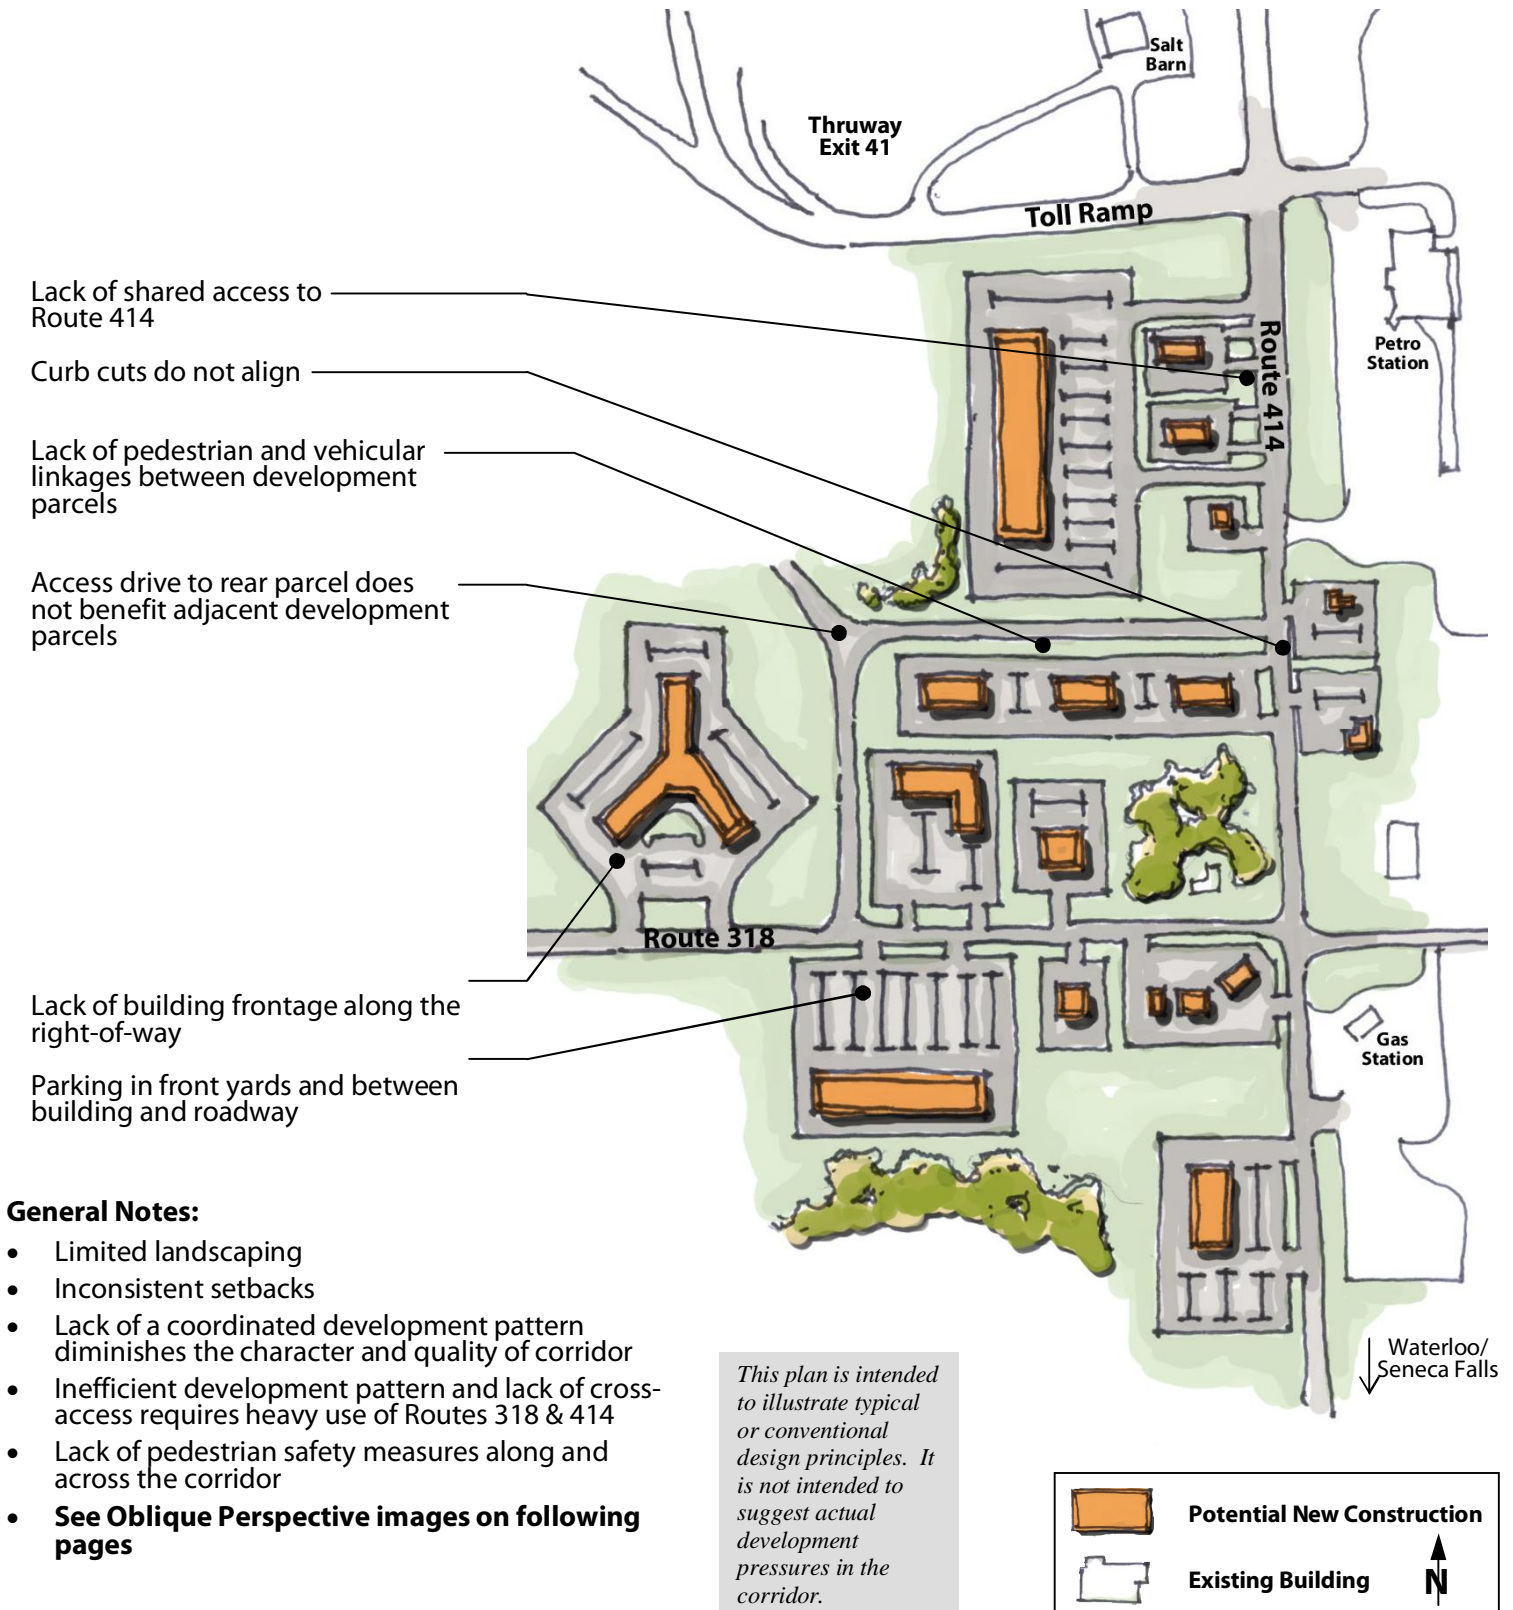 Salt
Barn
Thruway
Exit 41
Toll Ramp
Lack of shared access to
Route 414
Route 414
Petro
Station
Curb cuts do not align
Lack of pedestrian and vehicular
linkages between development
parcels
Access drive to rear parcel does
not benefit adjacent development
parcels
Route 318
Lack of building frontage along the
right-of-way
Gas
Station
Parking in front yards and between
building and roadway
General Notes:
• Limited landscaping
• Inconsistent setbacks
• Lack of a coordinated development pattern
diminishes the character and quality of corridor
• Inefficient development pattern and lack of cross-
access requires heavy use of Routes 318 & 414
• Lack of pedestrian safety measures along and
across the corridor
• See Oblique Perspective images on following
pages
Waterloo/
Seneca Falls
This plan is intended
to illustrate typical
or conventional
design principles.  It
is not intended to
suggest actual
development
pressures in the
corridor.
Potential New Construction
Existing Building
N